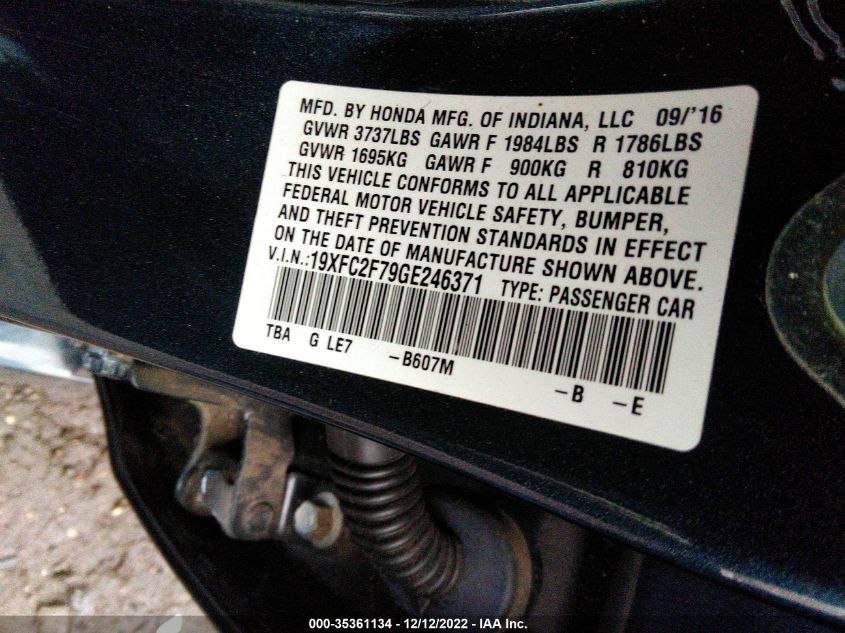 MFD. BY HONDA MFG. OF INDIANA, LLC 09/'16
GVWR 3737LBS GAWR F 1984LBS R 1786LBS
GVWR 1695KG GAWR F 900KG R 810KG
THIS VEHICLE CONFORMS TO ALL APPLICABLE
FEDERAL MOTOR VEHICLE SAFETY, BUMPER,
AND THEFT PREVENTION STANDARDS IN EFFECT
ON THE DATE OF MANUFACTURE SHOWN ABOVE.
V.I.N.:19XFC2F79GE246371 TYPE: PASSENGER CAR
TBA G LE7 -B607M -B -E
000-35361134 - 12/12/2022 - IAA Inc.